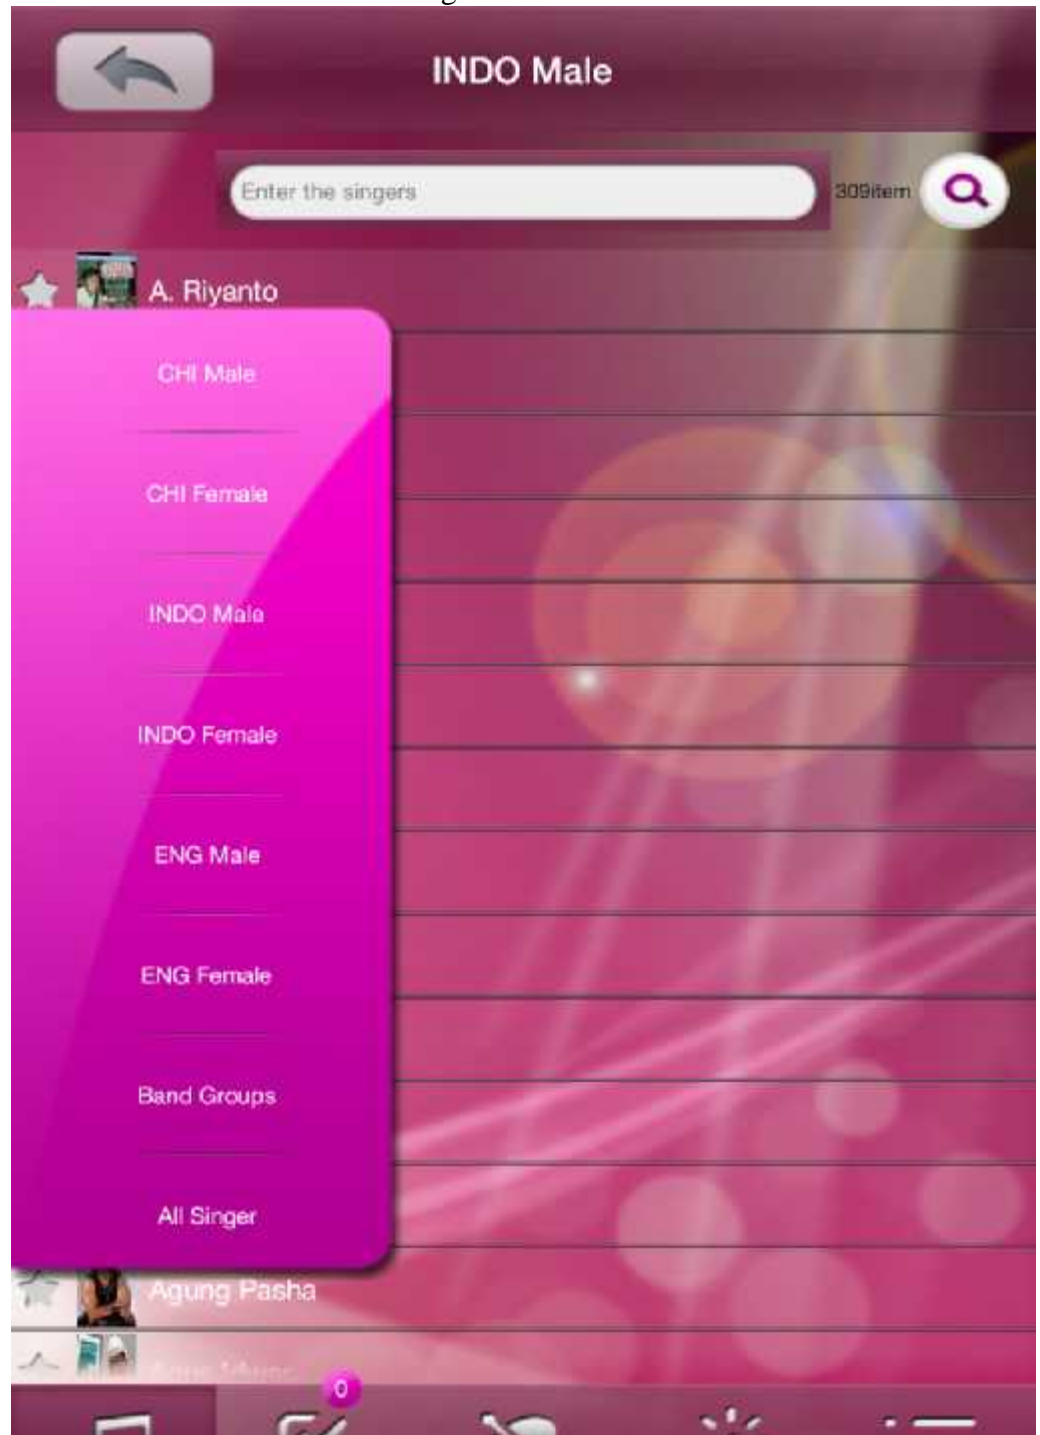 INDO Male
Enter the singers
309item
A. Riyanto
CHI Male
CHI Female
INDO Male
INDO Female
ENG Male
ENG Female
Band Groups
All Singer
Agung Pasha
0